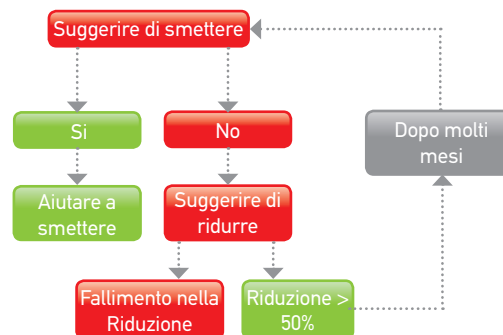 Suggerire di smettere
Si
No
Dopo molti
mesi
Aiutare a
smettere
Suggerire di
ridurre
Fallimento nella
Riduzione
Riduzione >
50%